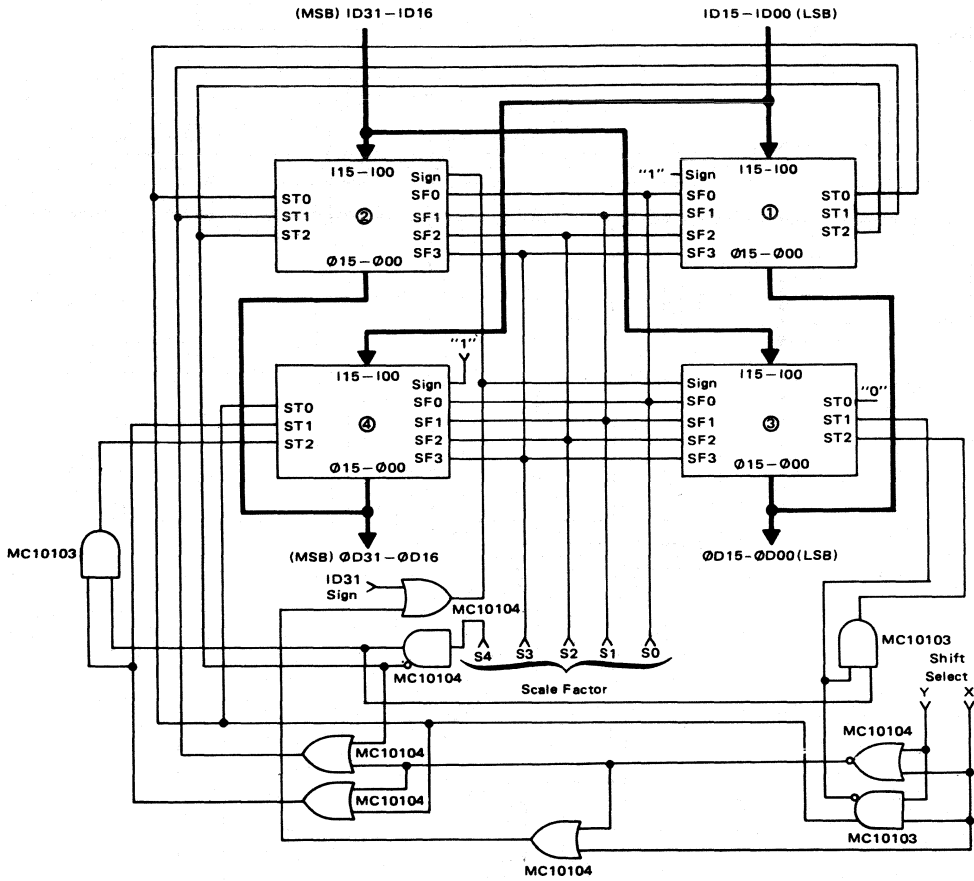 (MSB) ID31–ID16
ID15–ID00 (LSB)
I15–I00
Sign
SF0
SF1
SF2
SF3
ST0
ST1
ST2
②
Ø15–Ø00
"1"
I15–I00
Sign
SF0
SF1
SF2
SF3
ST0
ST1
ST2
①
Ø15–Ø00
"1"
I15–I00
Sign
SF0
SF1
SF2
SF3
ST0
ST1
ST2
④
Ø15–Ø00
I15–I00
Sign
SF0
SF1
SF2
SF3
ST0
ST1
ST2
③
Ø15–Ø00
"0"
MC10103
(MSB) ØD31–ØD16
ØD15–ØD00 (LSB)
ID31
Sign
MC10104
MC10104
S4
S3
S2
S1
S0
Scale Factor
MC10103
Shift
Select
Y
X
MC10104
MC10104
MC10104
MC10103
MC10104